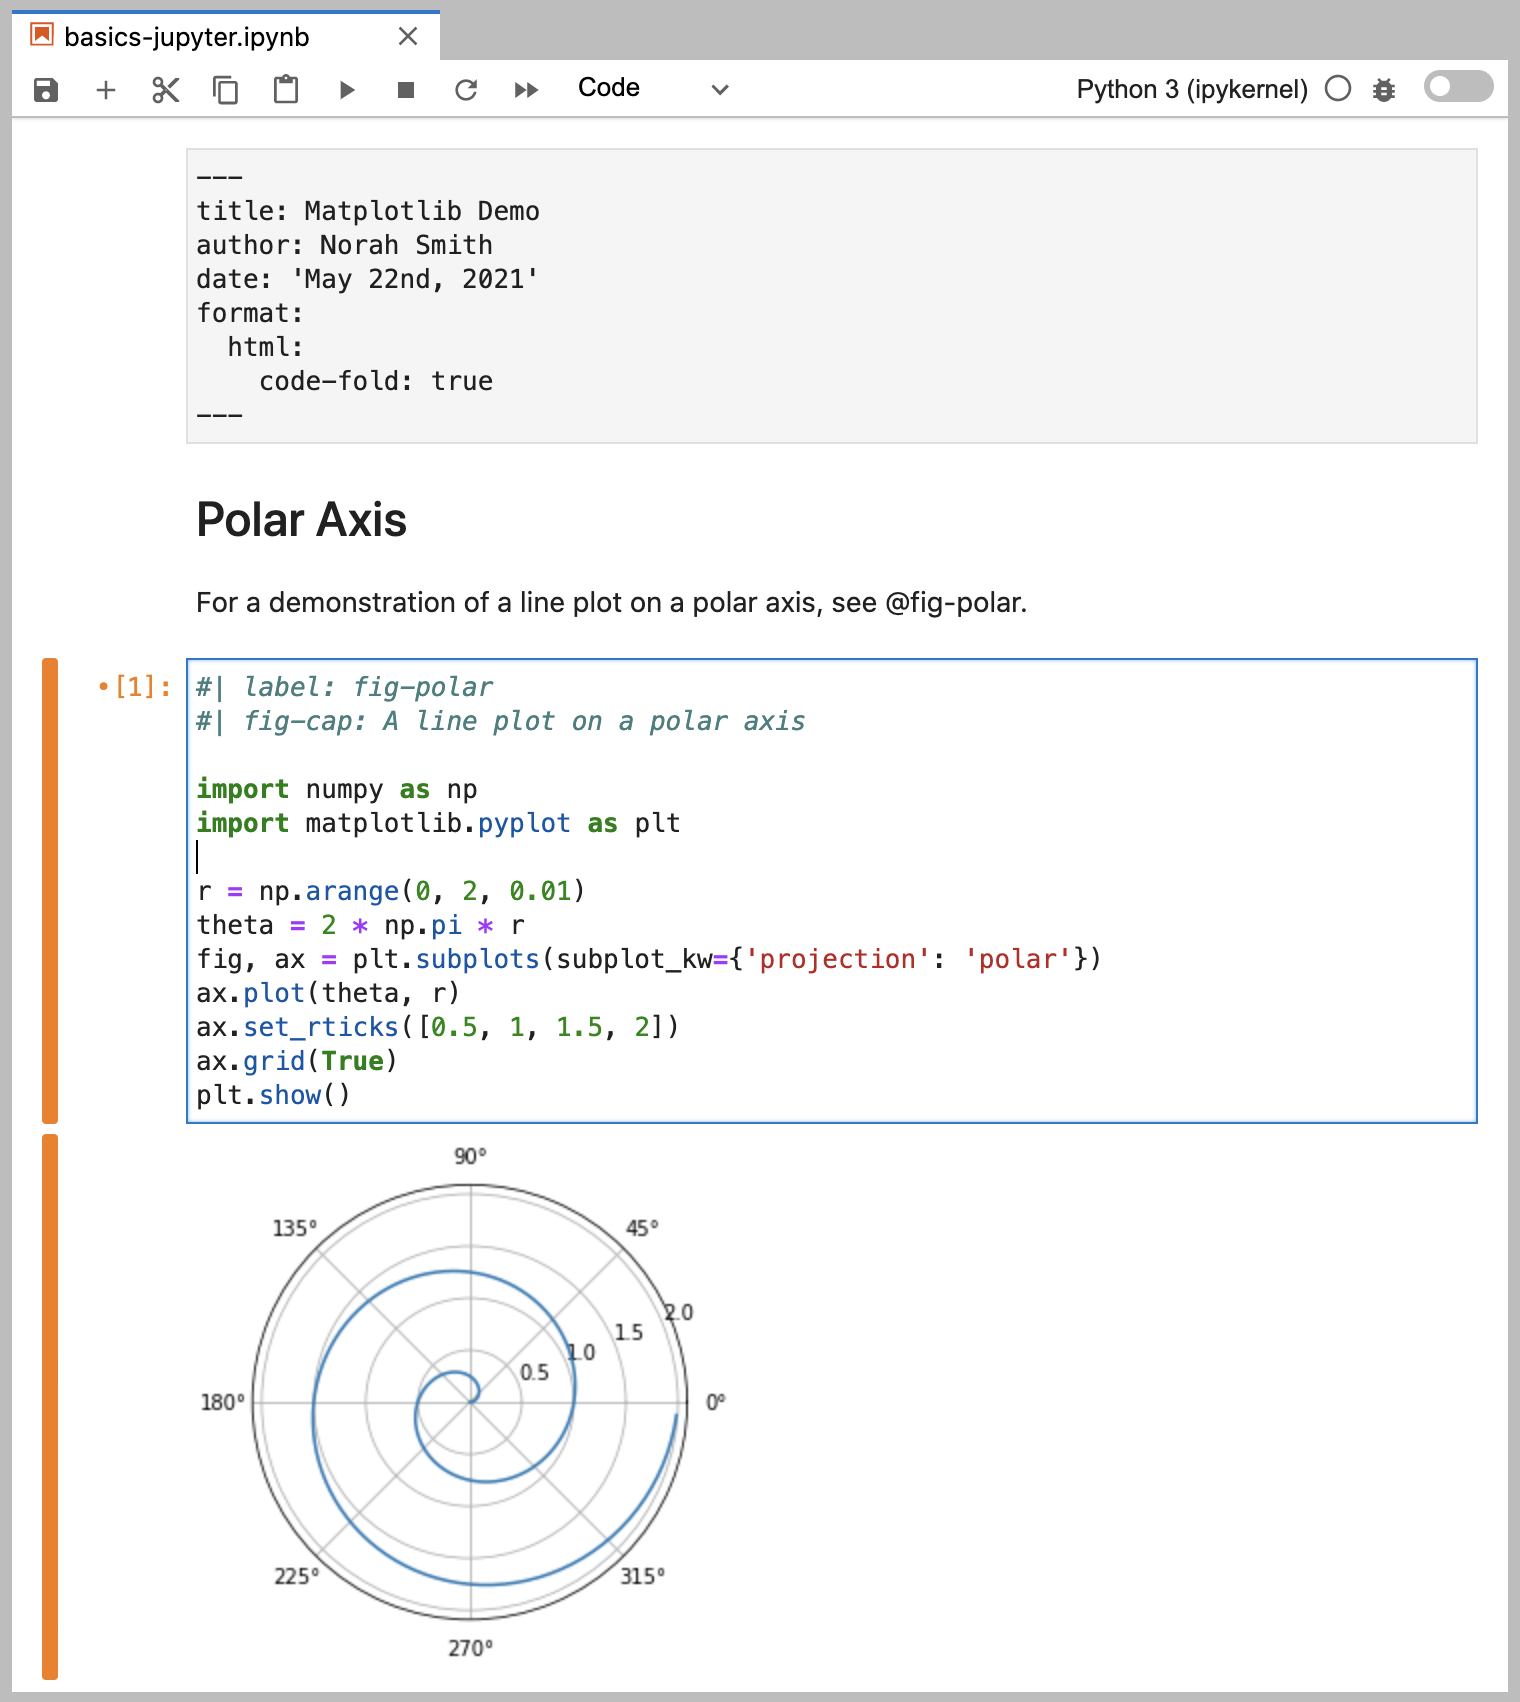 basics-jupyter.ipynb
Code
Python 3 (ipykernel)
---
title: Matplotlib Demo
author: Norah Smith
date: 'May 22nd, 2021'
format:
  html:
    code-fold: true
---
Polar Axis
For a demonstration of a line plot on a polar axis, see @fig-polar.
[1]:
#| label: fig-polar
#| fig-cap: A line plot on a polar axis
import numpy as np
import matplotlib.pyplot as plt
r = np.arange(0, 2, 0.01)
theta = 2 * np.pi * r
fig, ax = plt.subplots(subplot_kw={'projection': 'polar'})
ax.plot(theta, r)
ax.set_rticks([0.5, 1, 1.5, 2])
ax.grid(True)
plt.show()
90°
135°
45°
2.0
1.5
1.0
0.5
180°
0°
225°
315°
270°